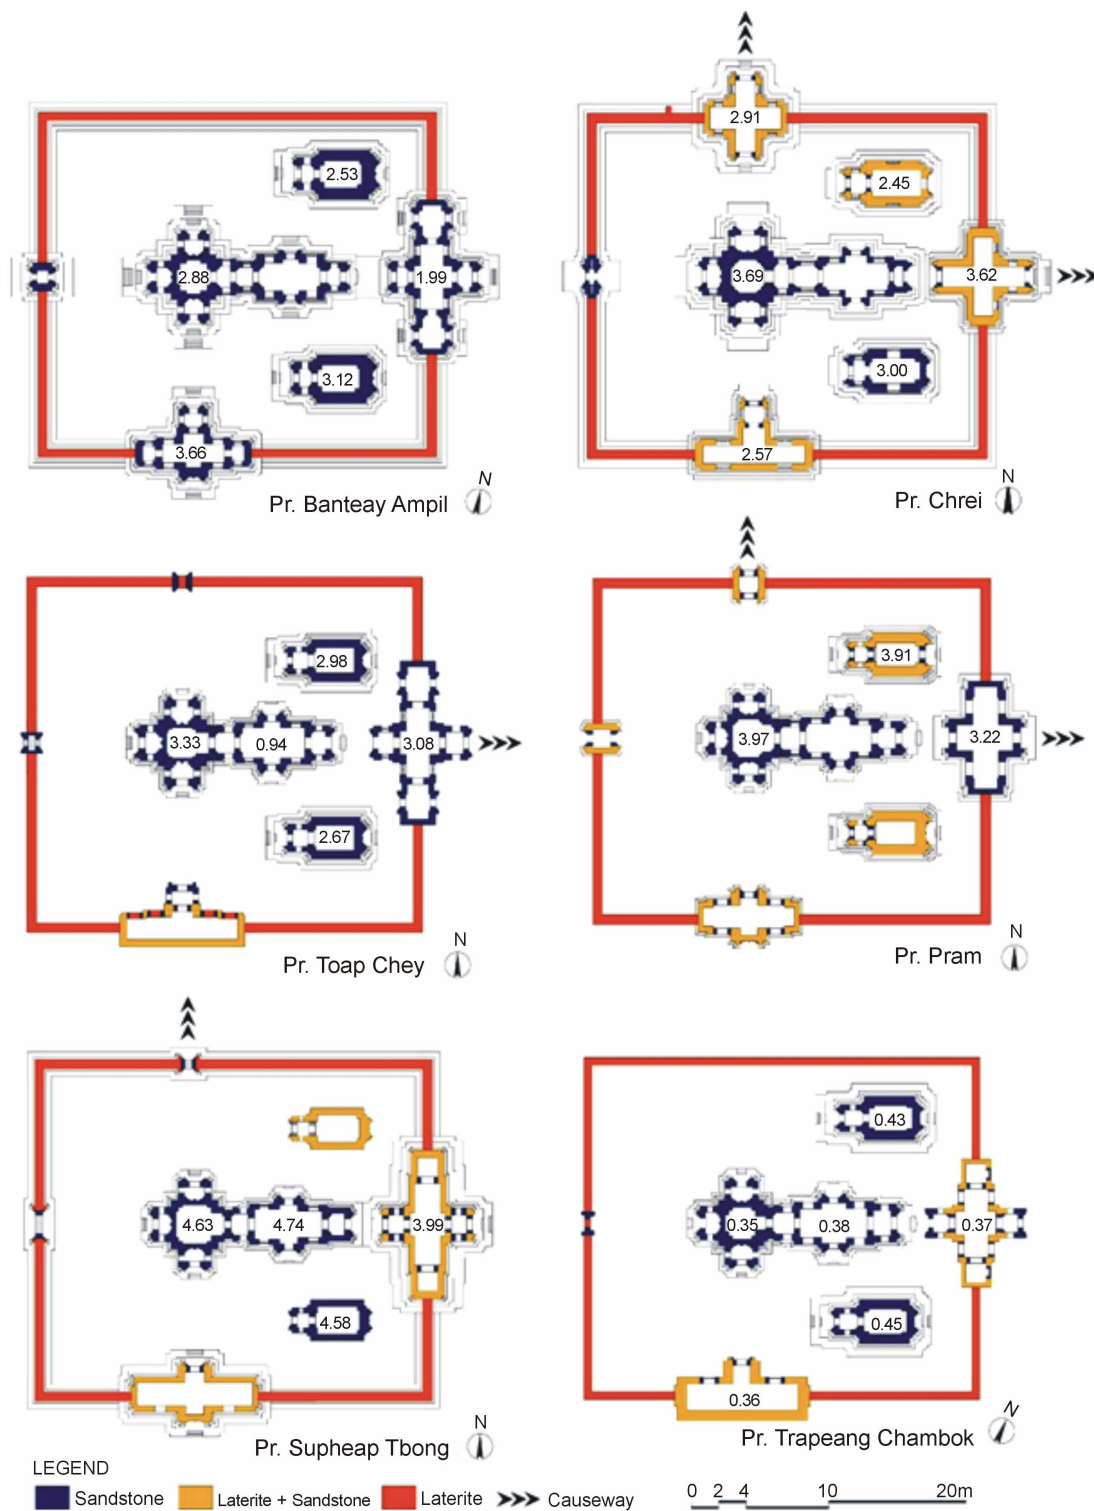 2.53
2.88
1.99
3.12
3.66
N
Pr. Banteay Ampil
2.91
2.45
3.69
3.62
3.00
2.57
N
Pr. Chrei
2.98
3.33
0.94
3.08
2.67
N
Pr. Toap Chey
3.91
3.97
3.22
N
Pr. Pram
4.63
4.74
3.99
4.58
N
Pr. Supheap Tbong
0.43
0.35
0.38
0.37
0.45
0.36
N
Pr. Trapeang Chambok
LEGEND
Sandstone
Laterite + Sandstone
Laterite
Causeway
0 2 4 10 20m